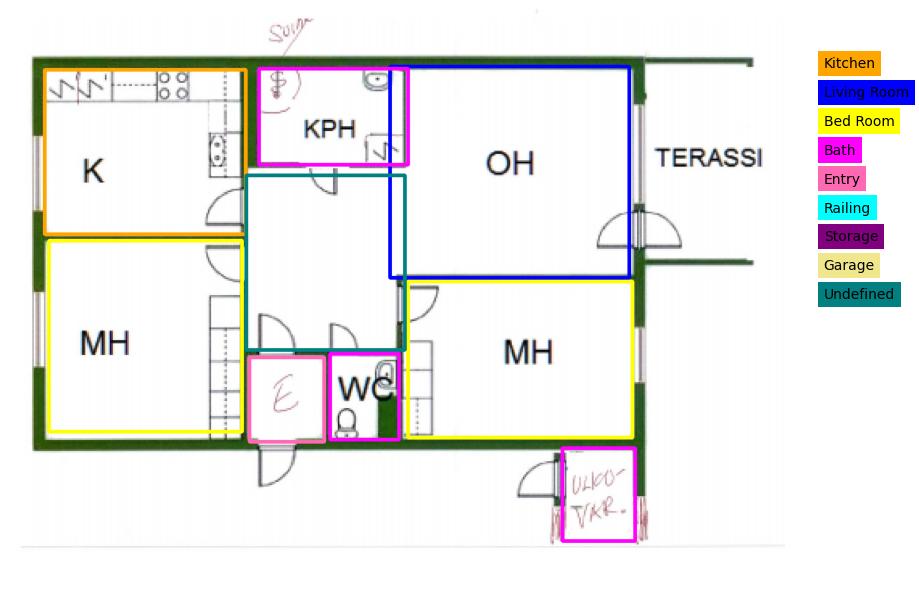 KPH
K
OH
TERASSI
MH
MH
WC
E
ULKO-
VAR.
Kitchen
Living Room
Bed Room
Bath
Entry
Railing
Storage
Garage
Undefined